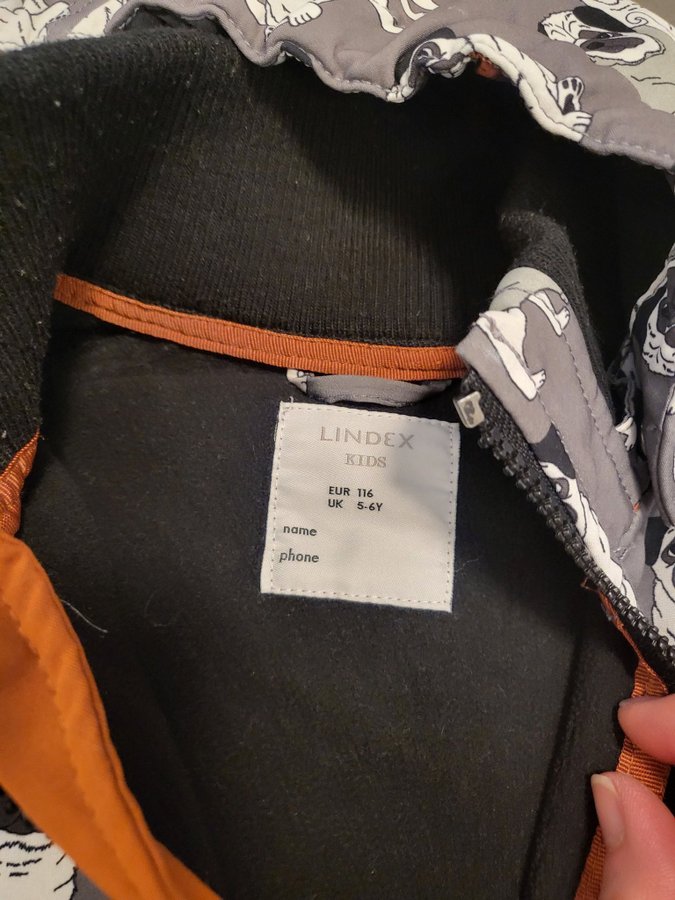 LINDEX
KIDS
EUR 116
UK 5-6Y
name
phone